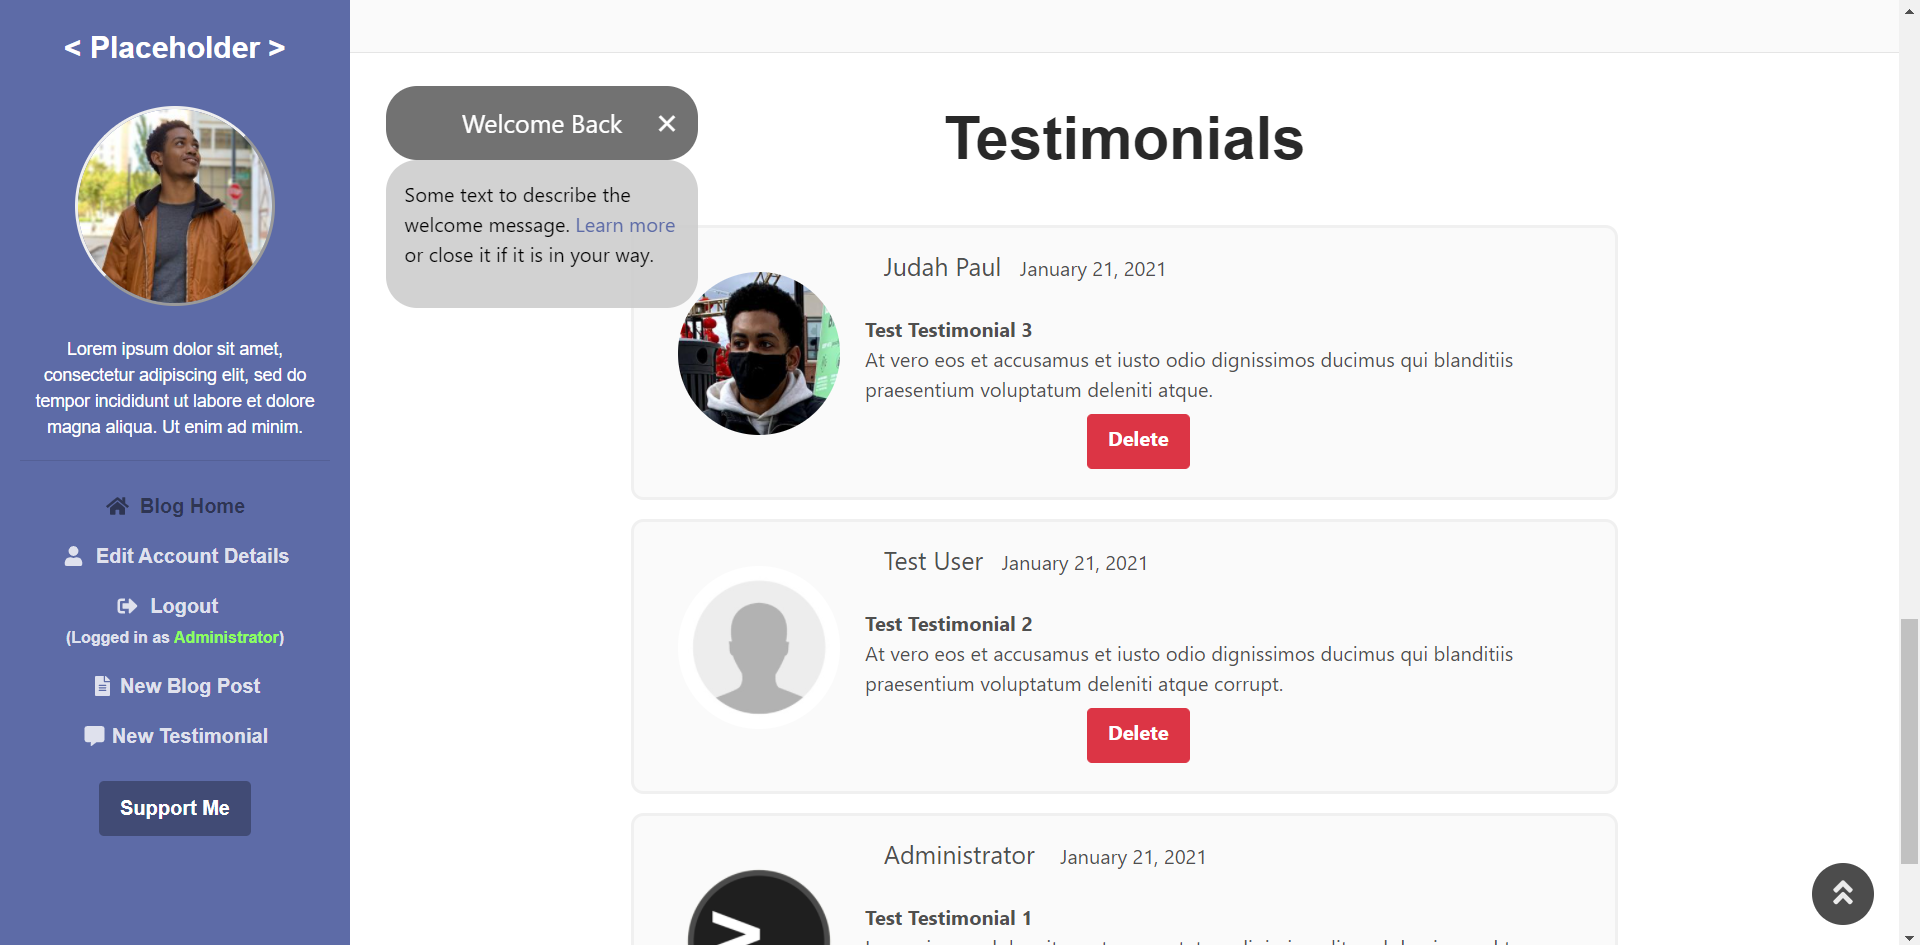 < Placeholder >
Lorem ipsum dolor sit amet,
consectetur adipiscing elit, sed do
tempor incididunt ut labore et dolore
magna aliqua. Ut enim ad minim.
Blog Home
Edit Account Details
Logout
(Logged in as Administrator)
New Blog Post
New Testimonial
Support Me
Welcome Back
Some text to describe the
welcome message. Learn more
or close it if it is in your way.
Testimonials
Judah Paul January 21, 2021
Test Testimonial 3
At vero eos et accusamus et iusto odio dignissimos ducimus qui blanditiis
praesentium voluptatum deleniti atque.
Delete
Test User January 21, 2021
Test Testimonial 2
At vero eos et accusamus et iusto odio dignissimos ducimus qui blanditiis
praesentium voluptatum deleniti atque corrupt.
Delete
Administrator January 21, 2021
Test Testimonial 1